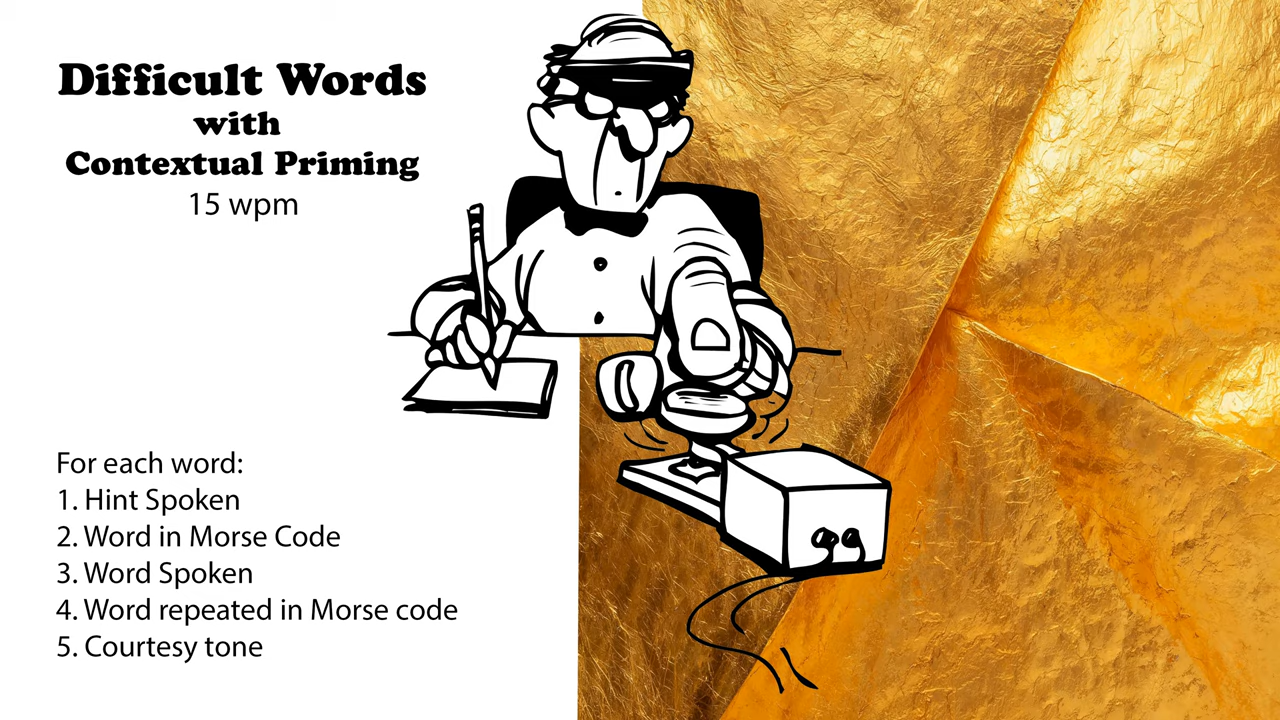 Difficult Words
with
Contextual Priming
15 wpm
For each word:
1. Hint Spoken
2. Word in Morse Code
3. Word Spoken
4. Word repeated in Morse code
5. Courtesy tone